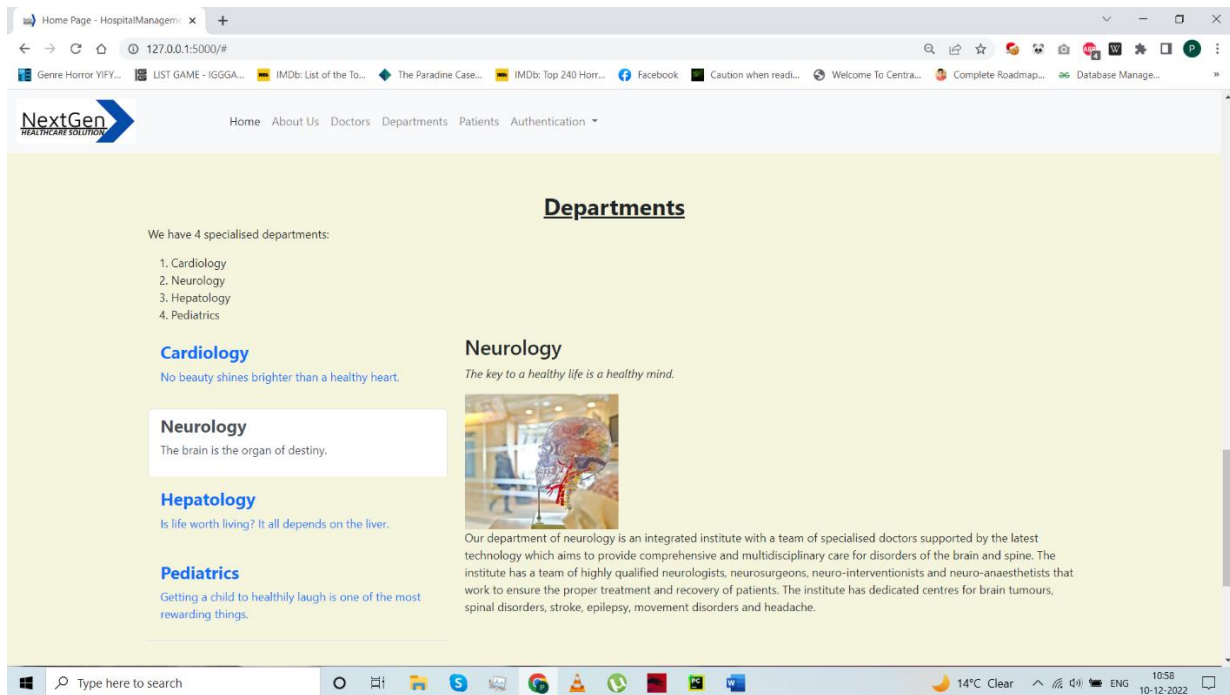 Home Page - HospitalManageme
127.0.0.1:5000/#
Genre Horror YIFY... LIST GAME - IGGGA... IMDb: List of the To... The Paradine Case... IMDb: Top 240 Horr... Facebook Caution when readi... Welcome To Centra... Complete Roadmap... Database Manage...
NextGen
HEALTHCARE SOLUTION
Home About Us Doctors Departments Patients Authentication
Departments
We have 4 specialised departments:
1. Cardiology
2. Neurology
3. Hepatology
4. Pediatrics
Cardiology
No beauty shines brighter than a healthy heart.
Neurology
The brain is the organ of destiny.
Hepatology
Is life worth living? It all depends on the liver.
Pediatrics
Getting a child to healthily laugh is one of the most
rewarding things.
Neurology
The key to a healthy life is a healthy mind.
Our department of neurology is an integrated institute with a team of specialised doctors supported by the latest
technology which aims to provide comprehensive and multidisciplinary care for disorders of the brain and spine. The
institute has a team of highly qualified neurologists, neurosurgeons, neuro-interventionists and neuro-anaesthetists that
work to ensure the proper treatment and recovery of patients. The institute has dedicated centres for brain tumours,
spinal disorders, stroke, epilepsy, movement disorders and headache.
Type here to search
14°C Clear
ENG
10:58
10-12-2022